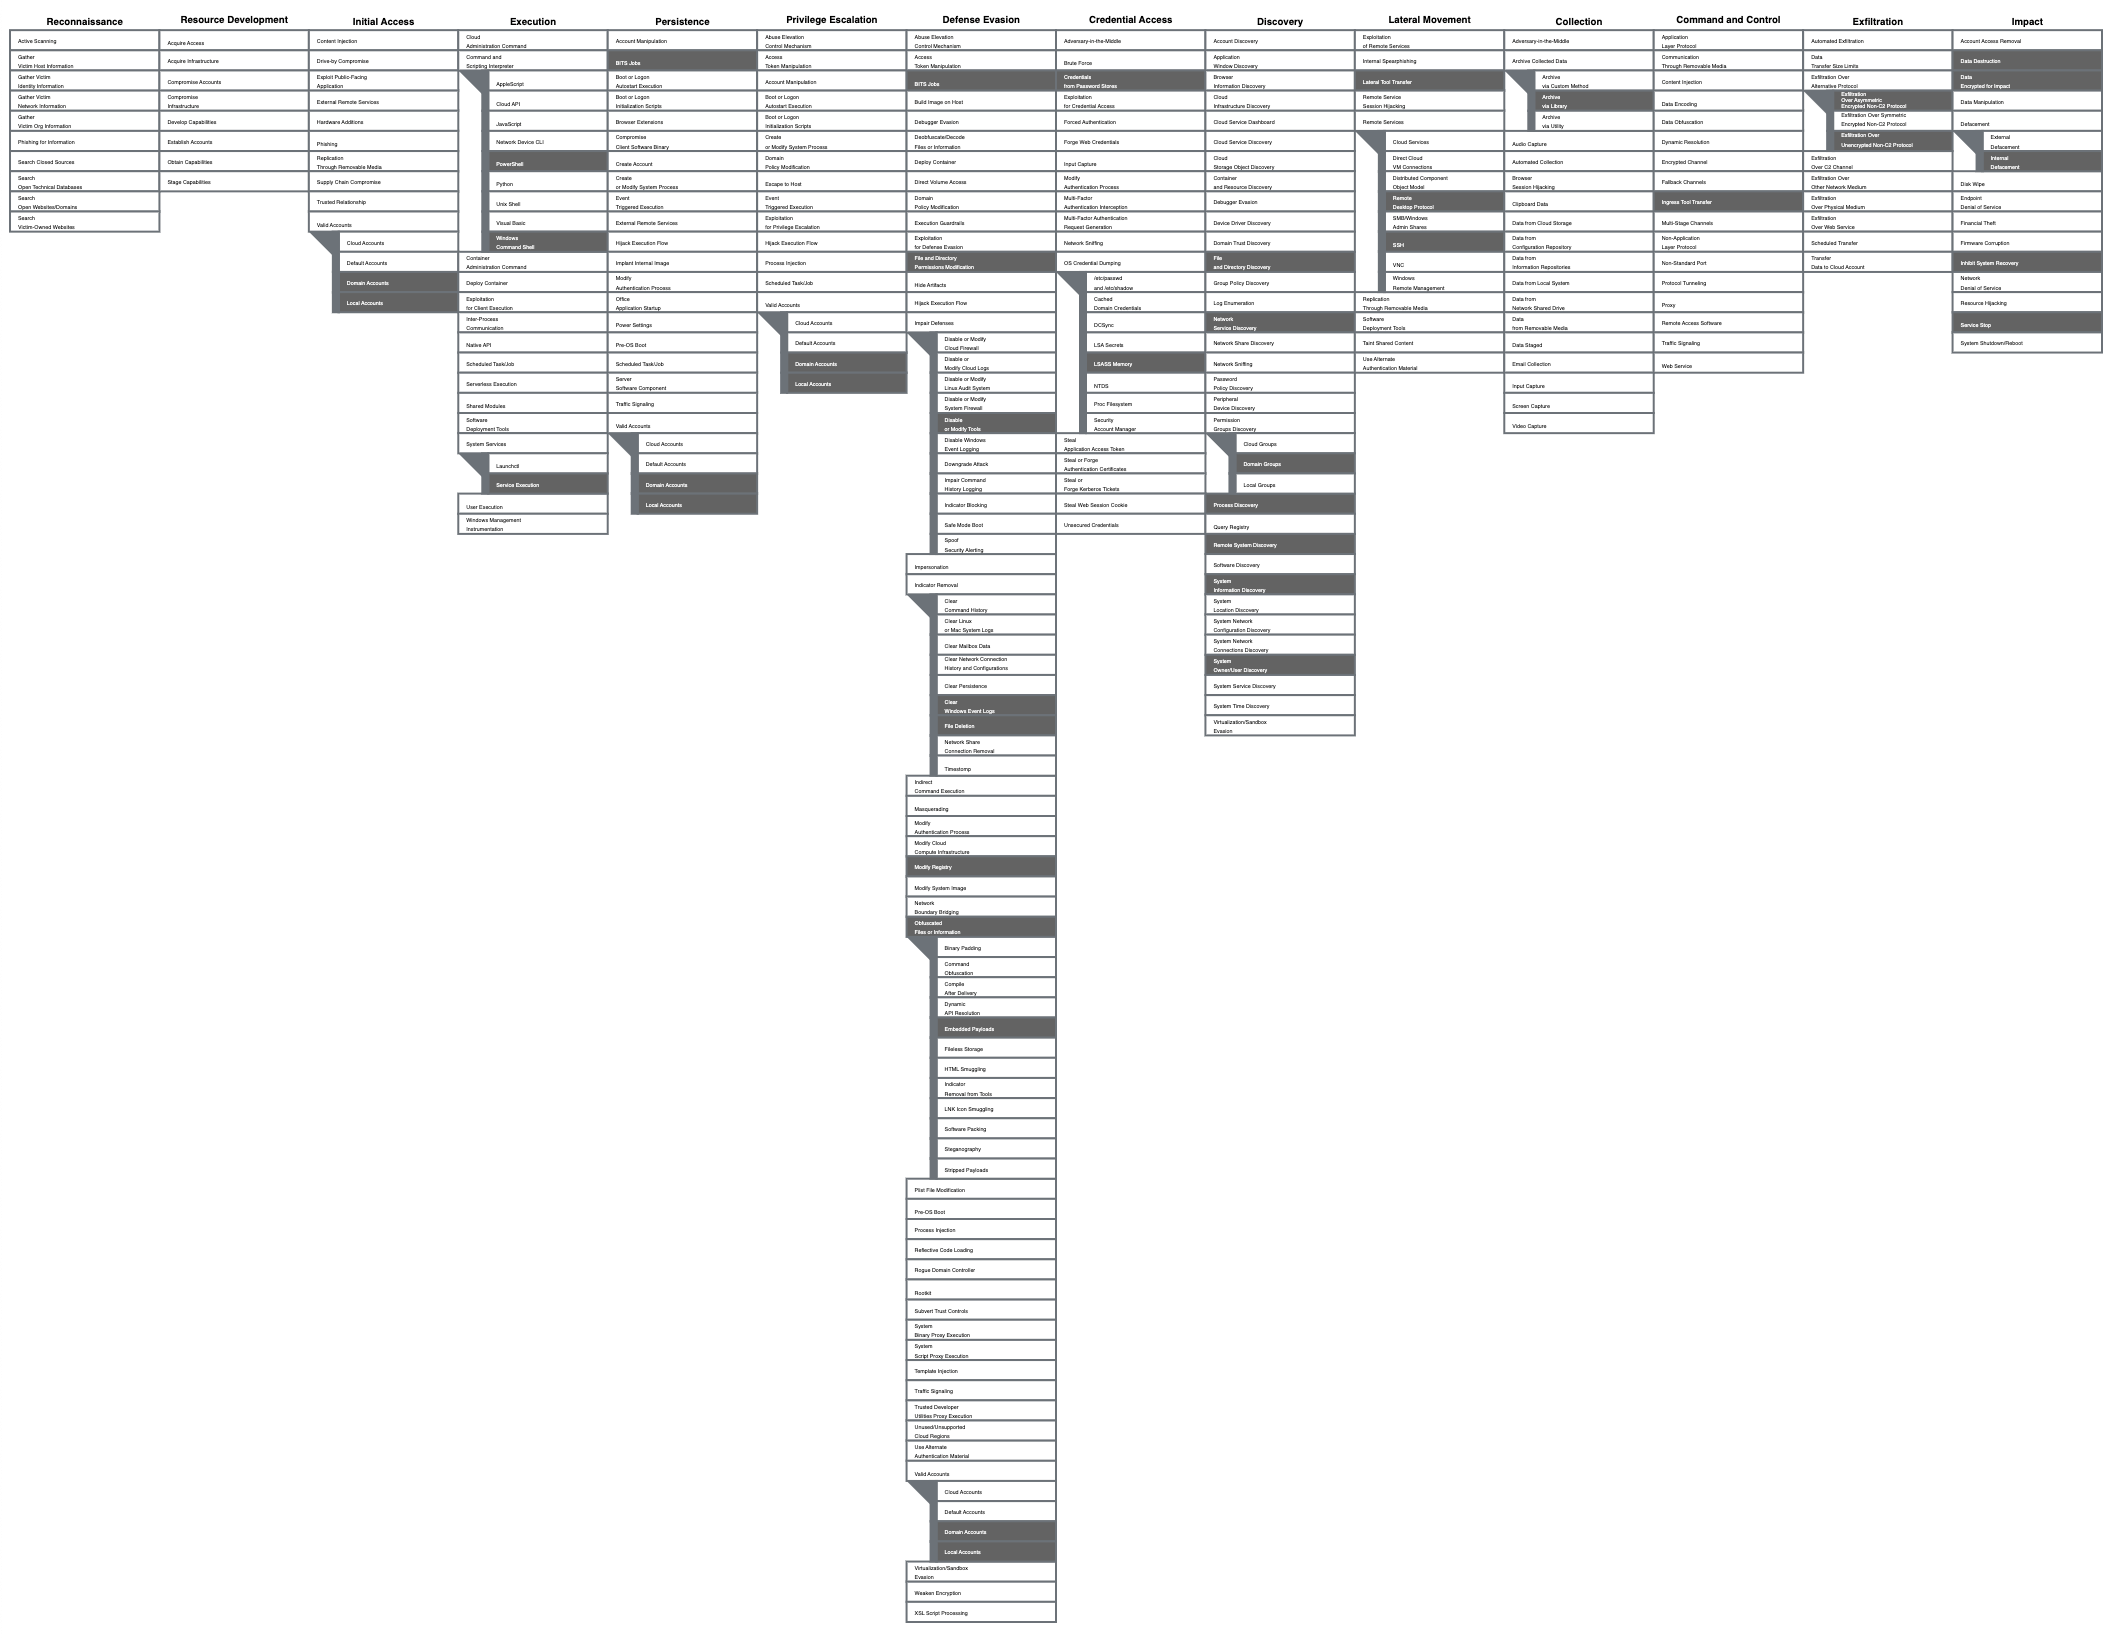 Reconnaissance
Active Scanning
Gather
Victim Host Information
Gather Victim
Identity Information
Gather Victim
Network Information
Gather
Victim Org Information
Phishing for Information
Search Closed Sources
Search
Open Technical Databases
Search
Open Websites/Domains
Search
Victim-Owned Websites
Resource Development
Acquire Access
Acquire Infrastructure
Compromise Accounts
Compromise
Infrastructure
Develop Capabilities
Establish Accounts
Obtain Capabilities
Stage Capabilities
Initial Access
Content Injection
Drive-by Compromise
Exploit Public-Facing
Application
External Remote Services
Hardware Additions
Phishing
Replication
Through Removable Media
Supply Chain Compromise
Trusted Relationship
Valid Accounts
Cloud Accounts
Default Accounts
Domain Accounts
Local Accounts
Execution
Cloud
Administration Command
Command and
Scripting Interpreter
AppleScript
Cloud API
JavaScript
Network Device CLI
PowerShell
Python
Unix Shell
Visual Basic
Windows
Command Shell
Container
Administration Command
Deploy Container
Exploitation
for Client Execution
Inter-Process
Communication
Native API
Scheduled Task/Job
Serverless Execution
Shared Modules
Software
Deployment Tools
System Services
Launchctl
Service Execution
User Execution
Windows Management
Instrumentation
Persistence
Account Manipulation
BITS Jobs
Boot or Logon
Autostart Execution
Boot or Logon
Initialization Scripts
Browser Extensions
Compromise
Client Software Binary
Create Account
Create
or Modify System Process
Event
Triggered Execution
External Remote Services
Hijack Execution Flow
Implant Internal Image
Modify
Authentication Process
Office
Application Startup
Power Settings
Pre-OS Boot
Scheduled Task/Job
Server
Software Component
Traffic Signaling
Valid Accounts
Cloud Accounts
Default Accounts
Domain Accounts
Local Accounts
Privilege Escalation
Abuse Elevation
Control Mechanism
Access
Token Manipulation
Account Manipulation
Boot or Logon
Autostart Execution
Boot or Logon
Initialization Scripts
Create
or Modify System Process
Domain
Policy Modification
Escape to Host
Event
Triggered Execution
Exploitation
for Privilege Escalation
Hijack Execution Flow
Process Injection
Scheduled Task/Job
Valid Accounts
Cloud Accounts
Default Accounts
Domain Accounts
Local Accounts
Defense Evasion
Abuse Elevation
Control Mechanism
Access
Token Manipulation
BITS Jobs
Build Image on Host
Debugger Evasion
Deobfuscate/Decode
Files or Information
Deploy Container
Direct Volume Access
Domain
Policy Modification
Execution Guardrails
Exploitation
for Defense Evasion
File and Directory
Permissions Modification
Hide Artifacts
Hijack Execution Flow
Impair Defenses
Disable or Modify
Cloud Firewall
Disable or
Modify Cloud Logs
Disable or Modify
Linux Audit System
Disable or Modify
System Firewall
Disable
or Modify Tools
Disable Windows
Event Logging
Downgrade Attack
Impair Command
History Logging
Indicator Blocking
Safe Mode Boot
Spoof
Security Alerting
Impersonation
Indicator Removal
Clear
Command History
Clear Linux
or Mac System Logs
Clear Mailbox Data
Clear Network Connection
History and Configurations
Clear Persistence
Clear
Windows Event Logs
File Deletion
Network Share
Connection Removal
Timestomp
Indirect
Command Execution
Masquerading
Modify
Authentication Process
Modify Cloud
Compute Infrastructure
Modify Registry
Modify System Image
Network
Boundary Bridging
Obfuscated
Files or Information
Binary Padding
Command
Obfuscation
Compile
After Delivery
Dynamic
API Resolution
Embedded Payloads
Fileless Storage
HTML Smuggling
Indicator
Removal from Tools
LNK Icon Smuggling
Software Packing
Steganography
Stripped Payloads
Plist File Modification
Pre-OS Boot
Process Injection
Reflective Code Loading
Rogue Domain Controller
Rootkit
Subvert Trust Controls
System
Binary Proxy Execution
System
Script Proxy Execution
Template Injection
Traffic Signaling
Trusted Developer
Utilities Proxy Execution
Unused/Unsupported
Cloud Regions
Use Alternate
Authentication Material
Valid Accounts
Cloud Accounts
Default Accounts
Domain Accounts
Local Accounts
Virtualization/Sandbox
Evasion
Weaken Encryption
XSL Script Processing
Credential Access
Adversary-in-the-Middle
Brute Force
Credentials
from Password Stores
Exploitation
for Credential Access
Forced Authentication
Forge Web Credentials
Input Capture
Modify
Authentication Process
Multi-Factor
Authentication Interception
Multi-Factor Authentication
Request Generation
Network Sniffing
OS Credential Dumping
/etc/passwd
and /etc/shadow
Cached
Domain Credentials
DCSync
LSA Secrets
LSASS Memory
NTDS
Proc Filesystem
Security
Account Manager
Steal
Application Access Token
Steal or Forge
Authentication Certificates
Steal or
Forge Kerberos Tickets
Steal Web Session Cookie
Unsecured Credentials
Discovery
Account Discovery
Application
Window Discovery
Browser
Information Discovery
Cloud
Infrastructure Discovery
Cloud Service Dashboard
Cloud Service Discovery
Cloud
Storage Object Discovery
Container
and Resource Discovery
Debugger Evasion
Device Driver Discovery
Domain Trust Discovery
File
and Directory Discovery
Group Policy Discovery
Log Enumeration
Network
Service Discovery
Network Share Discovery
Network Sniffing
Password
Policy Discovery
Peripheral
Device Discovery
Permission
Groups Discovery
Cloud Groups
Domain Groups
Local Groups
Process Discovery
Query Registry
Remote System Discovery
Software Discovery
System
Information Discovery
System
Location Discovery
System Network
Configuration Discovery
System Network
Connections Discovery
System
Owner/User Discovery
System Service Discovery
System Time Discovery
Virtualization/Sandbox
Evasion
Lateral Movement
Exploitation
of Remote Services
Internal Spearphishing
Lateral Tool Transfer
Remote Service
Session Hijacking
Remote Services
Cloud Services
Direct Cloud
VM Connections
Distributed Component
Object Model
Remote
Desktop Protocol
SMB/Windows
Admin Shares
SSH
VNC
Windows
Remote Management
Replication
Through Removable Media
Software
Deployment Tools
Taint Shared Content
Use Alternate
Authentication Material
Collection
Adversary-in-the-Middle
Archive Collected Data
Archive
via Custom Method
Archive
via Library
Archive
via Utility
Audio Capture
Automated Collection
Browser
Session Hijacking
Clipboard Data
Data from Cloud Storage
Data from
Configuration Repository
Data from
Information Repositories
Data from Local System
Data from
Network Shared Drive
Data
from Removable Media
Data Staged
Email Collection
Input Capture
Screen Capture
Video Capture
Command and Control
Application
Layer Protocol
Communication
Through Removable Media
Content Injection
Data Encoding
Data Obfuscation
Dynamic Resolution
Encrypted Channel
Fallback Channels
Ingress Tool Transfer
Multi-Stage Channels
Non-Application
Layer Protocol
Non-Standard Port
Protocol Tunneling
Proxy
Remote Access Software
Traffic Signaling
Web Service
Exfiltration
Automated Exfiltration
Data
Transfer Size Limits
Exfiltration Over
Alternative Protocol
Exfiltration
Over Asymmetric
Encrypted Non-C2 Protocol
Exfiltration Over Symmetric
Encrypted Non-C2 Protocol
Exfiltration Over
Unencrypted Non-C2 Protocol
Exfiltration
Over C2 Channel
Exfiltration Over
Other Network Medium
Exfiltration
Over Physical Medium
Exfiltration
Over Web Service
Scheduled Transfer
Transfer
Data to Cloud Account
Impact
Account Access Removal
Data Destruction
Data
Encrypted for Impact
Data Manipulation
Defacement
External
Defacement
Internal
Defacement
Disk Wipe
Endpoint
Denial of Service
Financial Theft
Firmware Corruption
Inhibit System Recovery
Network
Denial of Service
Resource Hijacking
Service Stop
System Shutdown/Reboot